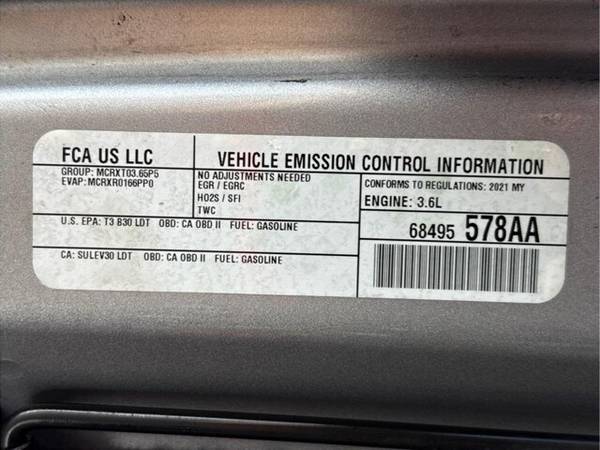 FCA US LLC
GROUP: MCRXT03.65P5
EVAP: MCRXR0166PP0
VEHICLE EMISSION CONTROL INFORMATION
NO ADJUSTMENTS NEEDED
EGR / EGRC
HO2S / SFI
TWC
CONFORMS TO REGULATIONS: 2021 MY
ENGINE: 3.6L
U.S. EPA: T3 B30 LDT OBD: CA OBD II FUEL: GASOLINE
68495 578AA
CA: SULEV30 LDT OBD: CA OBD II FUEL: GASOLINE